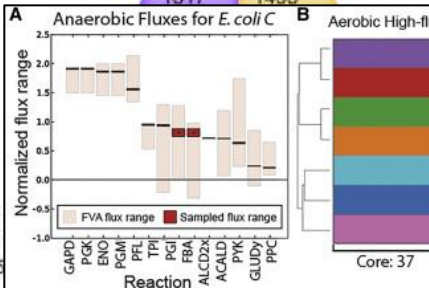 A
Anaerobic Fluxes for E. coli C
Normalized flux range
2.5
2.0
1.5
1.0
0.5
0.0
-0.5
-1.0
FVA flux range
Sampled flux range
GAPD
PGK
ENO
PGM
PFL
TPI
PGI
FBA
ALCD2x
ACALD
PYK
GLUDy
PPC
Reaction
B
Aerobic High-fl
Core: 37